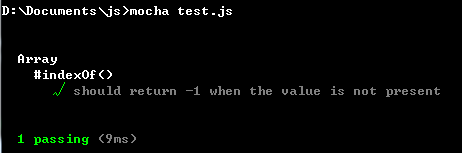 D:\Documents\js>mocha test.js
Array
#indexOf()
√ should return -1 when the value is not present
1 passing (9ms)